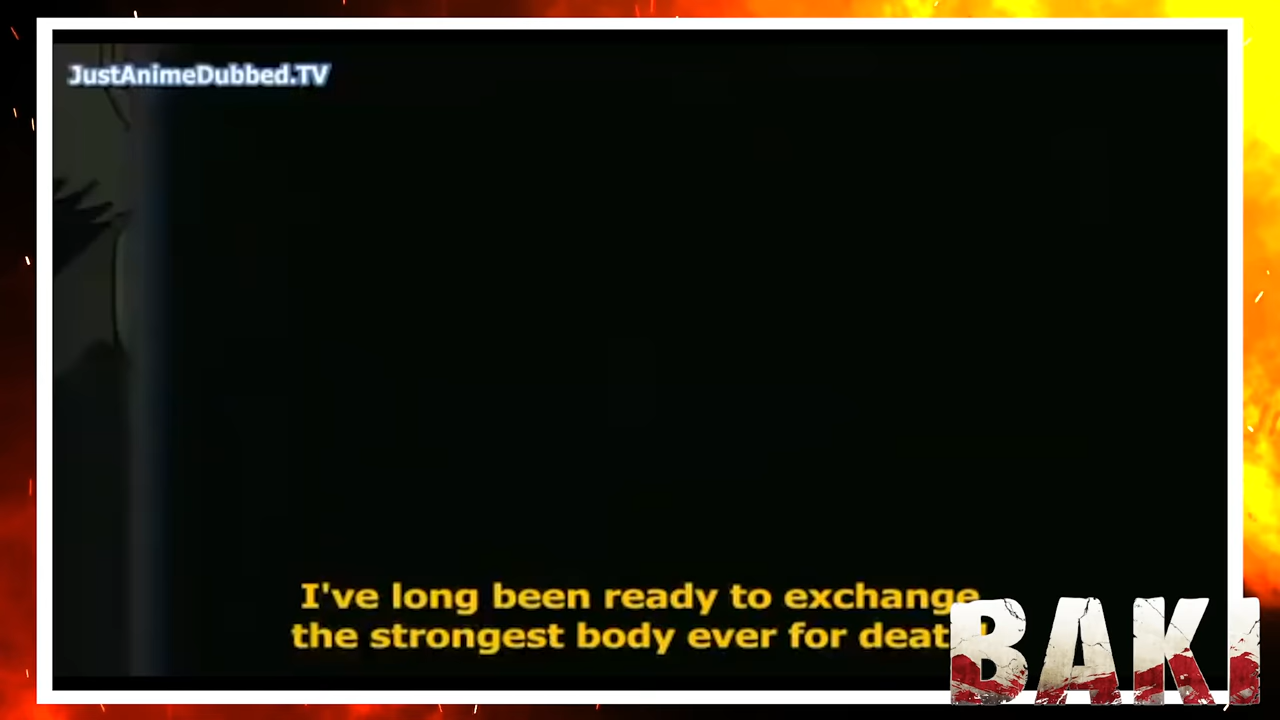 JustAnimeDubbed.TV
I've long been ready to exchange
the strongest body ever for
BAKI